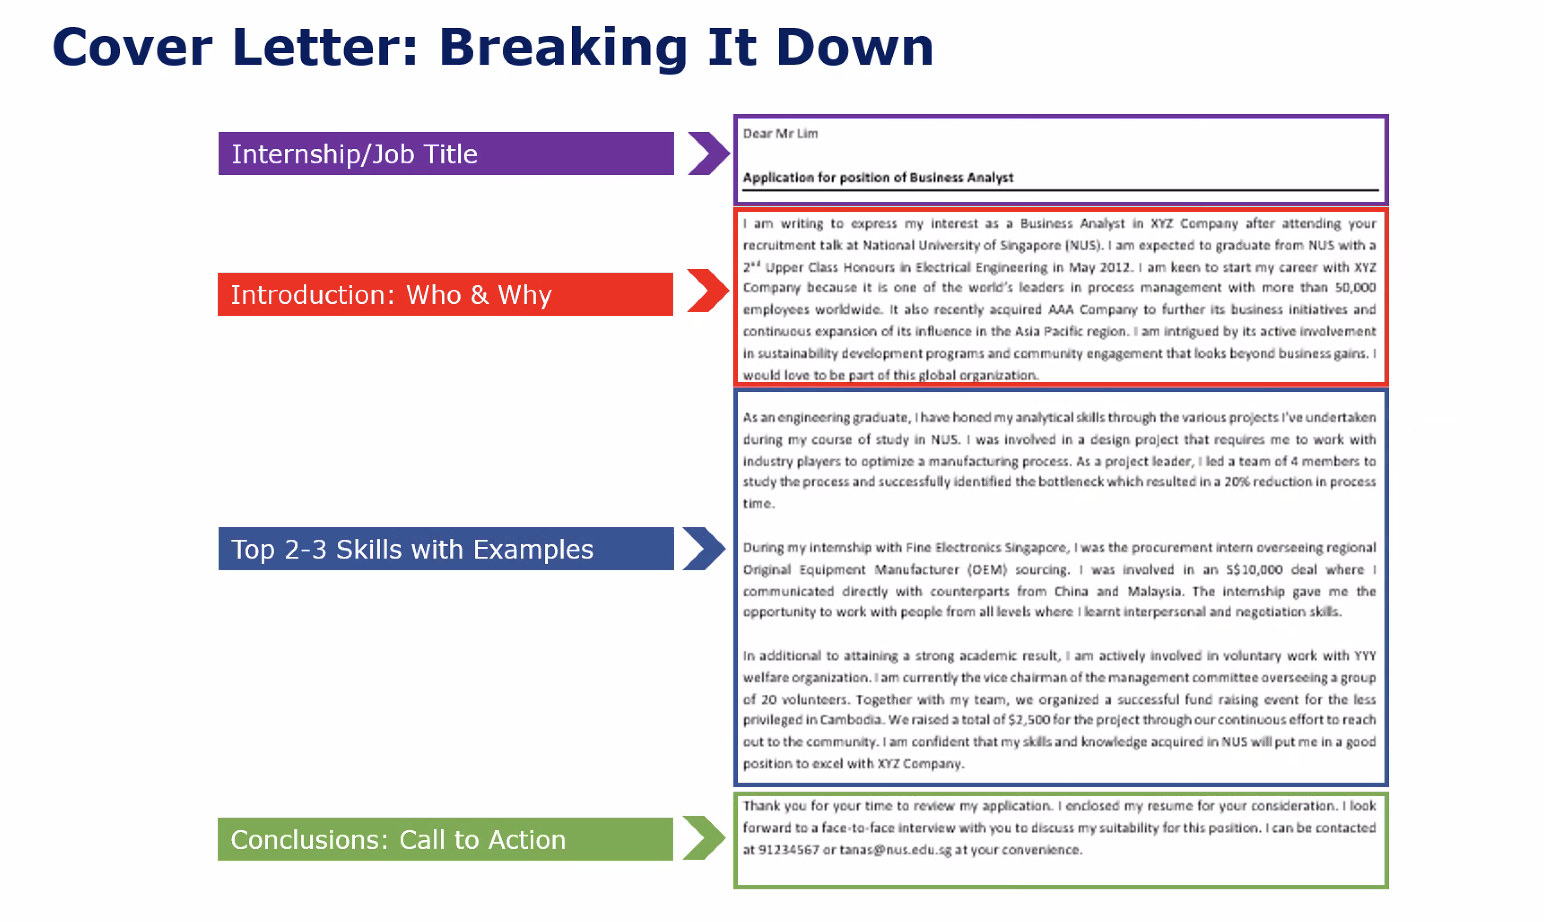 Cover Letter: Breaking It Down
Internship/Job Title
Dear Mr Lim
Application for position of Business Analyst
Introduction: Who & Why
I am writing to express my interest as a Business Analyst in XYZ Company after attending your
recruitment talk at National University of Singapore (NUS). I am expected to graduate from NUS with a
2nd Upper Class Honours in Electrical Engineering in May 2012. I am keen to start my career with XYZ
Company because it is one of the world's leaders in process management with more than 50,000
employees worldwide. It also recently acquired AAA Company to further its business initiatives and
continuous expansion of its influence in the Asia Pacific region. I am intrigued by its active involvement
in sustainability development programs and community engagement that looks beyond business gains. I
would love to be part of this global organization.
Top 2-3 Skills with Examples
As an engineering graduate, I have honed my analytical skills through the various projects I've undertaken
during my course of study in NUS. I was involved in a design project that requires me to work with
industry players to optimize a manufacturing process. As a project leader, I led a team of 4 members to
study the process and successfully identified the bottleneck which resulted in a 20% reduction in process
time.
During my internship with Fine Electronics Singapore, I was the procurement intern overseeing regional
Original Equipment Manufacturer (OEM) sourcing. I was involved in an S$10,000 deal where I
communicated directly with counterparts from China and Malaysia. The internship gave me the
opportunity to work with people from all levels where I learnt interpersonal and negotiation skills.
In additional to attaining a strong academic result, I am actively involved in voluntary work with YYY
welfare organization. I am currently the vice chairman of the management committee overseeing a group
of 20 volunteers. Together with my team, we organized a successful fund raising event for the less
privileged in Cambodia. We raised a total of $2,500 for the project through our continuous effort to reach
out to the community. I am confident that my skills and knowledge acquired in NUS will put me in a good
position to excel with XYZ Company.
Conclusions: Call to Action
Thank you for your time to review my application. I enclosed my resume for your consideration. I look
forward to a face-to-face interview with you to discuss my suitability for this position. I can be contacted
at 91234567 or tanas@nus.edu.sg at your convenience.